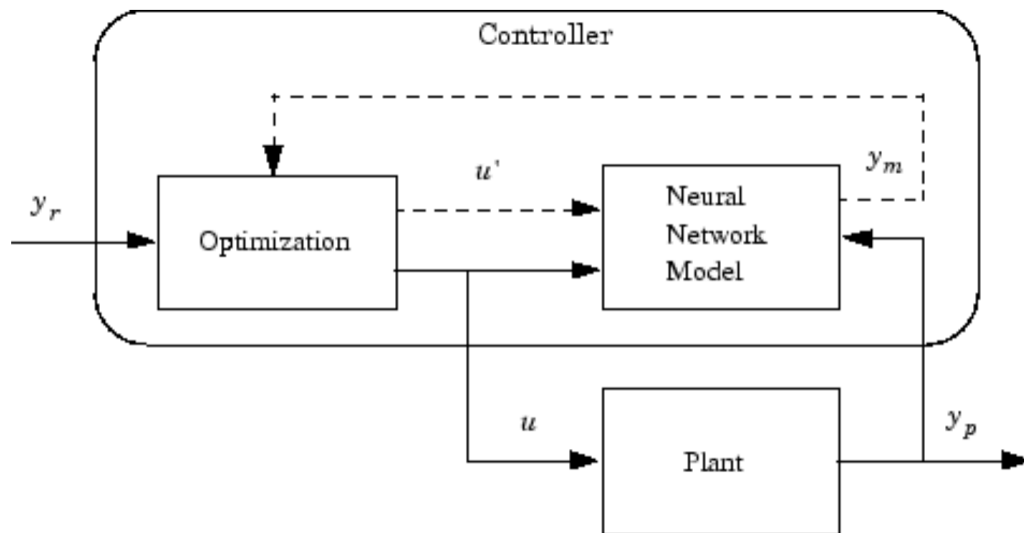 Controller
u'
y_m
y_r
Optimization
Neural
Network
Model
u
y_p
Plant